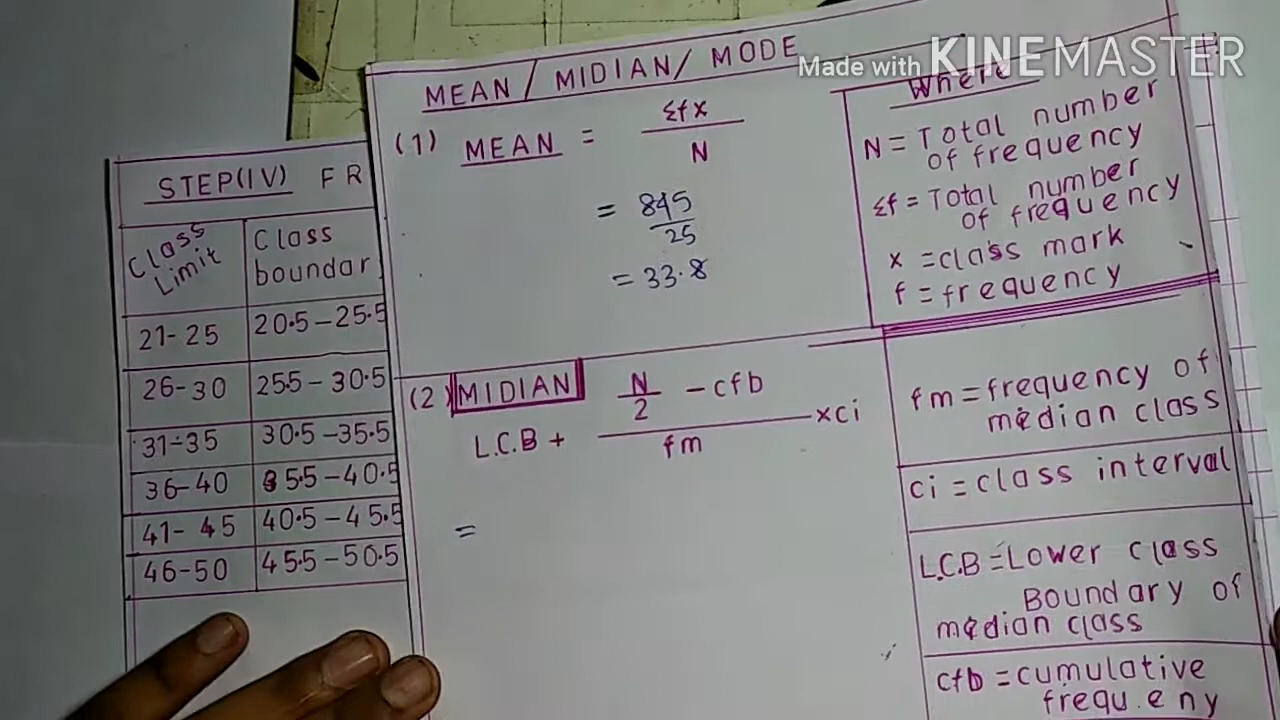 Made with KINEMASTER
MEAN / MIDIAN / MODE
(1) MEAN = Σfx
N
= 845
25
= 33.8
Where
N = Total number
of frequency
Σf = Total number
of frequency
x = class mark
f = frequency
STEP(IV) FR
Class Limit
Class
boundar
21-25 20.5-25.5
26-30 255-30.5
31-35 30.5-35.5
36-40 35.5-40.5
41-45 40.5-45.5
46-50 45.5-50.5
(2) MIDIAN
L.C.B + N/2 - cfb
fm
xci
=
fm = frequency of
median class
ci = class interval
L.C.B = Lower class
Boundary of
median class
cfb = cumulative
frequ.eny